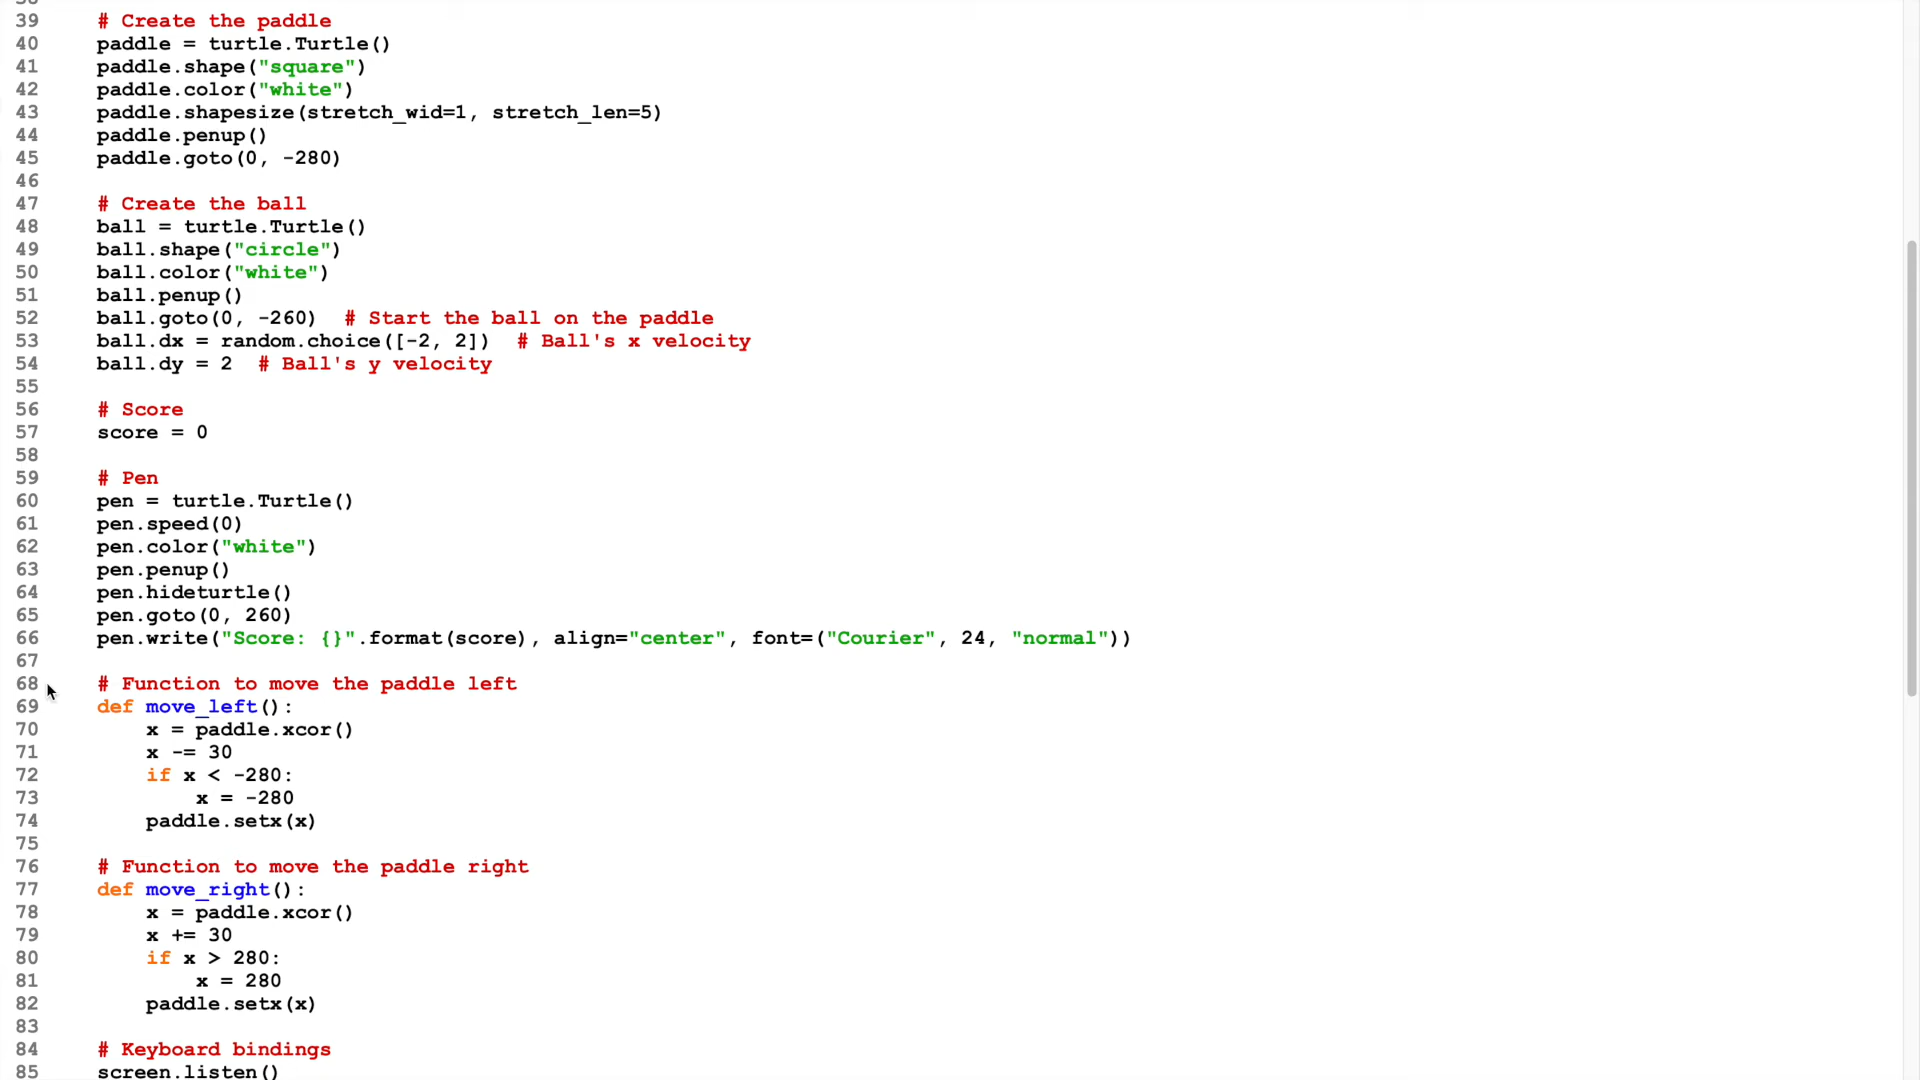 39 # Create the paddle
40 paddle = turtle.Turtle()
41 paddle.shape("square")
42 paddle.color("white")
43 paddle.shapesize(stretch_wid=1, stretch_len=5)
44 paddle.penup()
45 paddle.goto(0, -280)
46
47 # Create the ball
48 ball = turtle.Turtle()
49 ball.shape("circle")
50 ball.color("white")
51 ball.penup()
52 ball.goto(0, -260)  # Start the ball on the paddle
53 ball.dx = random.choice([-2, 2])  # Ball's x velocity
54 ball.dy = 2  # Ball's y velocity
55
56 # Score
57 score = 0
58
59 # Pen
60 pen = turtle.Turtle()
61 pen.speed(0)
62 pen.color("white")
63 pen.penup()
64 pen.hideturtle()
65 pen.goto(0, 260)
66 pen.write("Score: {}".format(score), align="center", font=("Courier", 24, "normal"))
67
68 # Function to move the paddle left
69 def move_left():
70     x = paddle.xcor()
71     x -= 30
72     if x < -280:
73         x = -280
74     paddle.setx(x)
75
76 # Function to move the paddle right
77 def move_right():
78     x = paddle.xcor()
79     x += 30
80     if x > 280:
81         x = 280
82     paddle.setx(x)
83
84 # Keyboard bindings
85 screen.listen()